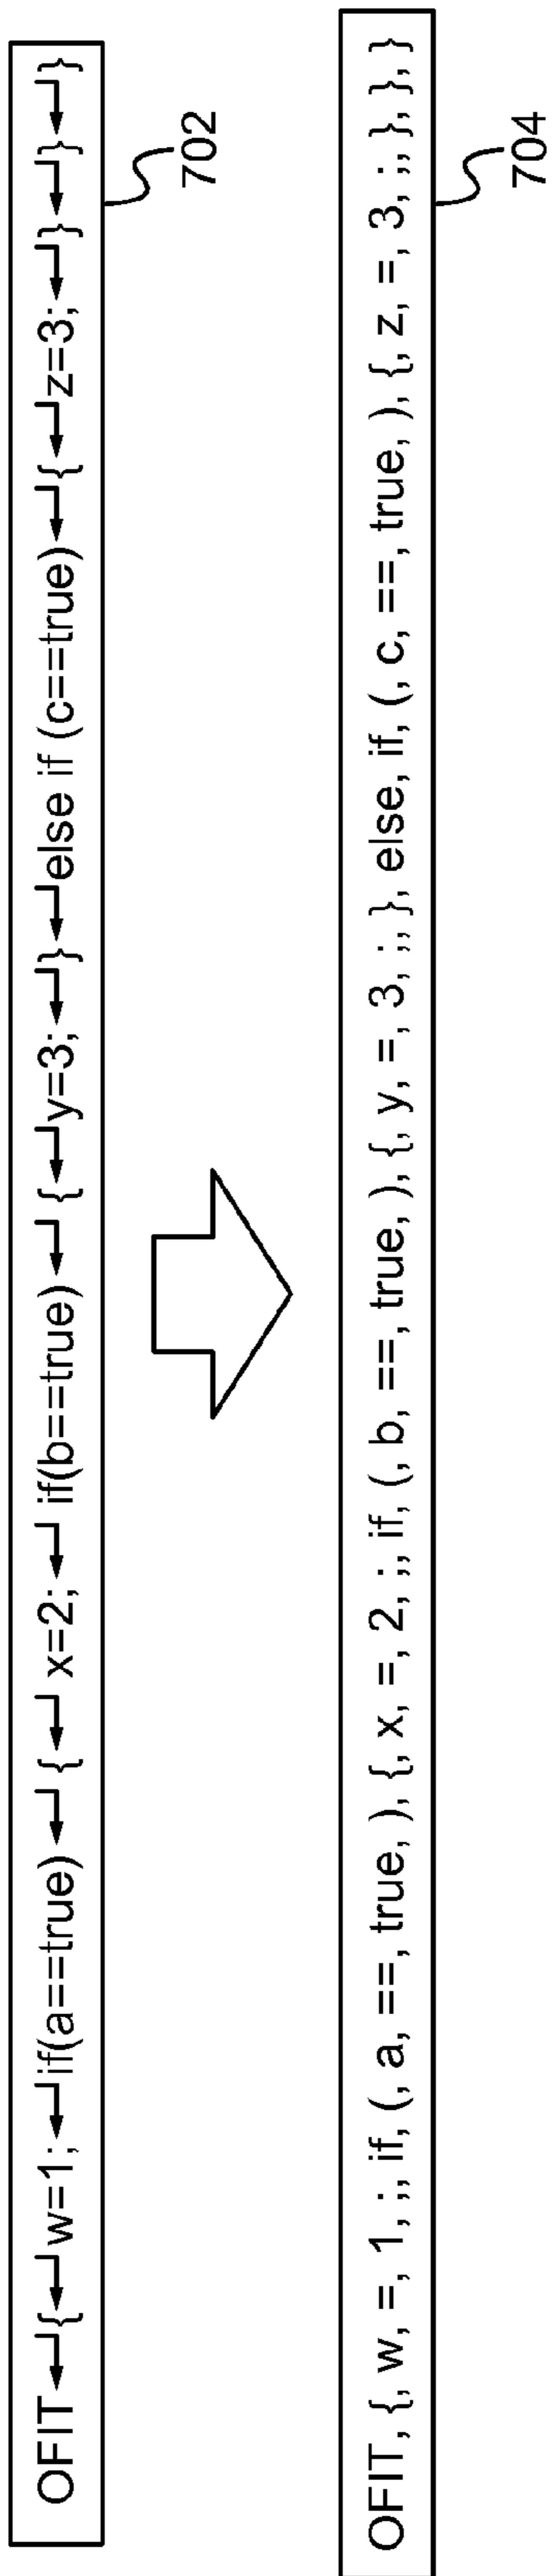 OFIT ↵ { ↵ w=1; ↵ if(a==true) ↵ { ↵ x=2; ↵ if(b==true) ↵ { ↵ y=3; ↵ } ↵ else if (c==true) ↵ { ↵ z=3; ↵ } ↵ } ↵ }
702
OFIT, {, w, =, 1, ;, if, (, a, ==, true, ), {, x, =, 2, ;, if, (, b, ==, true, ), {, y, =, 3, ;, }, else, if, (, c, ==, true, ), {, z, =, 3, ;, }, }, }
704